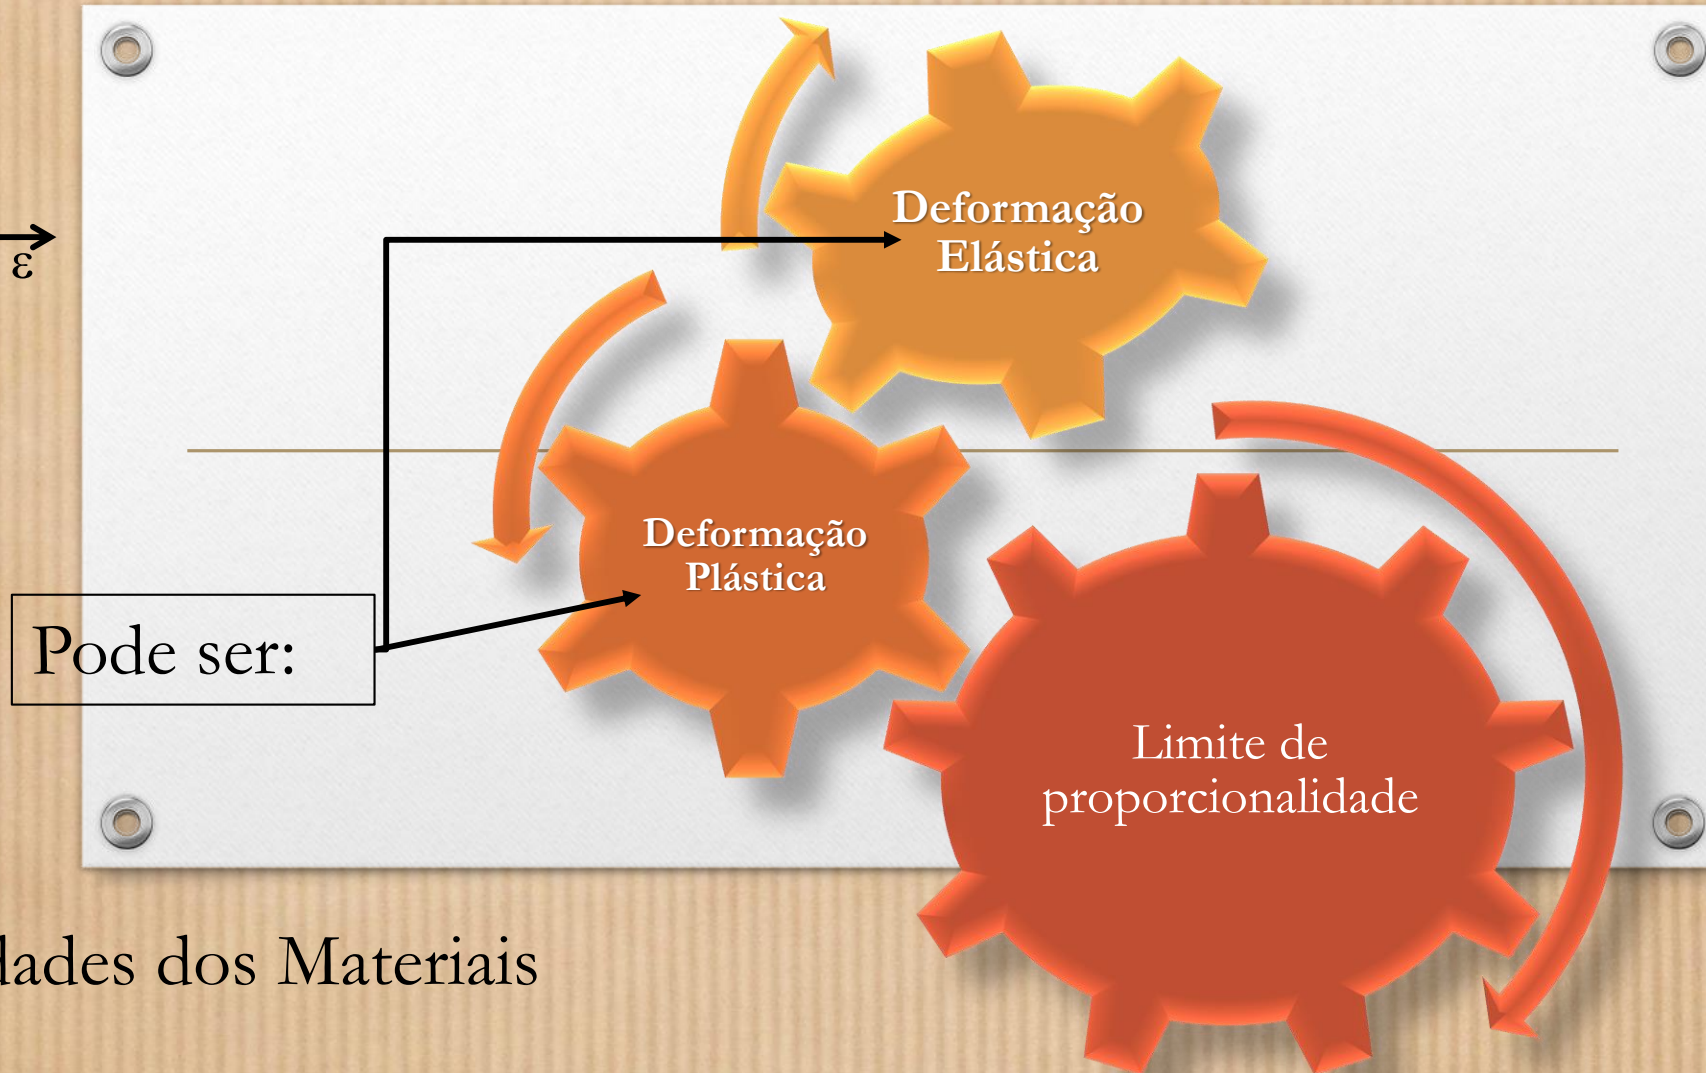 Deformação
Elástica
ε
Deformação
Plástica
Pode ser:
Limite de
proporcionalidade
dades dos Materiais